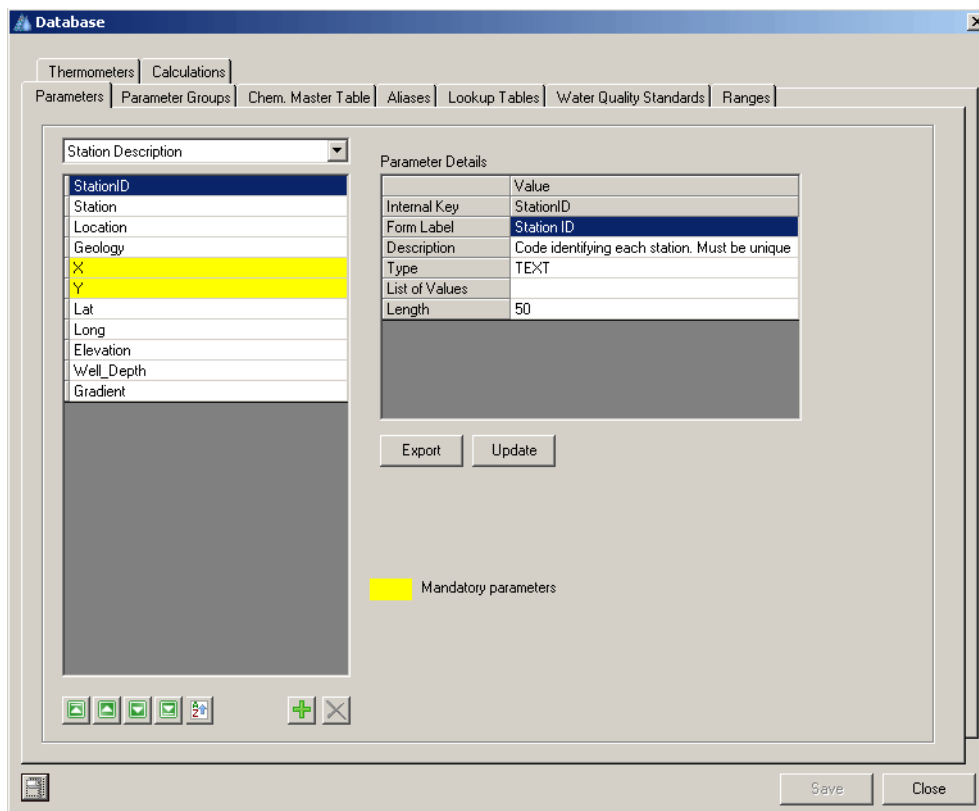 Database
Thermometers Calculations
Parameters Parameter Groups Chem. Master Table Aliases Lookup Tables Water Quality Standards Ranges
Station Description
StationID
Station
Location
Geology
X
Y
Lat
Long
Elevation
Well_Depth
Gradient
Parameter Details
Value
Internal Key StationID
Form Label Station ID
Description Code identifying each station. Must be unique
Type TEXT
List of Values
Length 50
Export Update
Mandatory parameters
Save Close